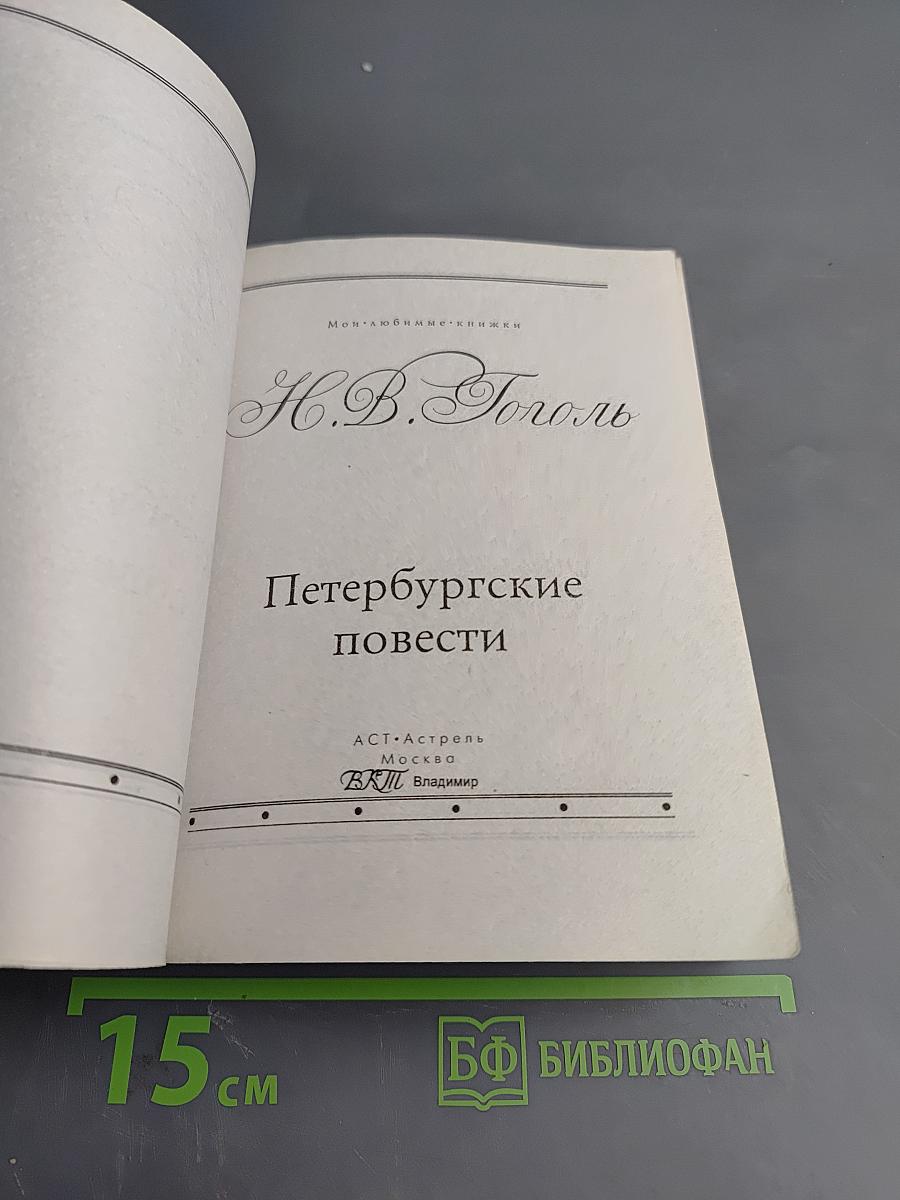 Мои•любимые•книжки
Н.В.Гоголь
Петербургские
повести
АСТ•Астрель
Москва
ВКТ Владимир
15 см
БФ БИБЛИОФАН